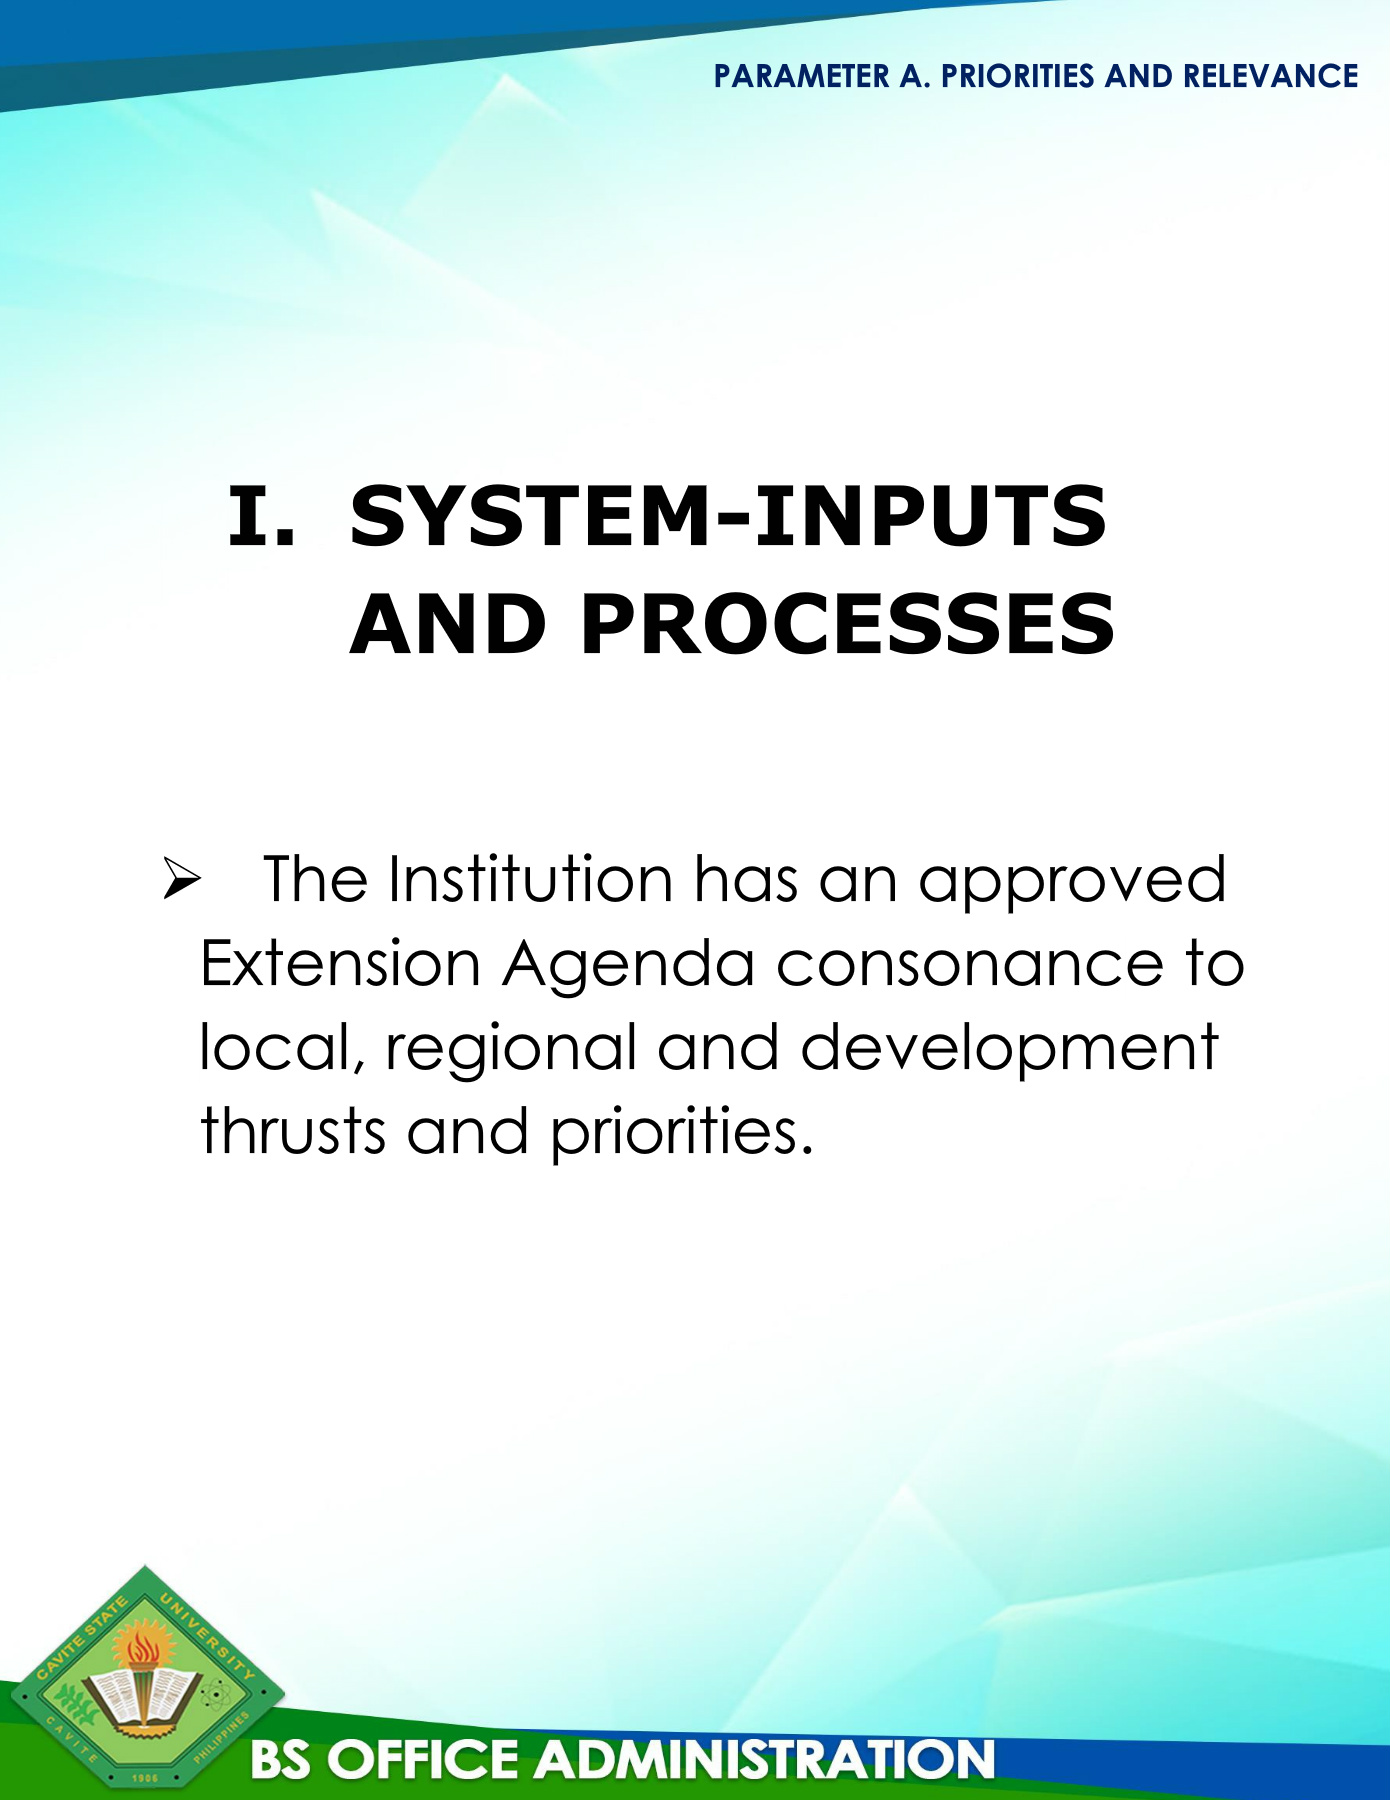 PARAMETER A. PRIORITIES AND RELEVANCE
I. SYSTEM-INPUTS
AND PROCESSES
➢ The Institution has an approved
Extension Agenda consonance to
local, regional and development
thrusts and priorities.
CAVITE STATE UNIVERSITY
CAVITE PHILIPPINES
1906
BS OFFICE ADMINISTRATION